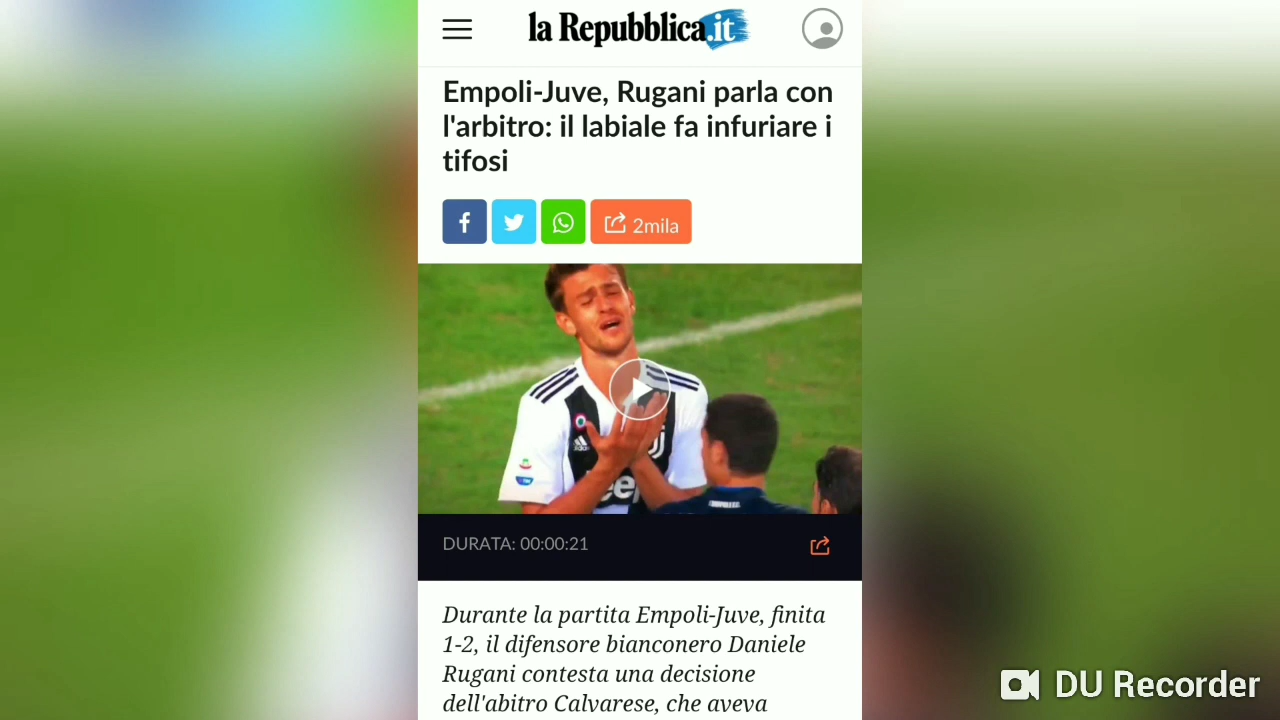 la Repubblica.it
Empoli-Juve, Rugani parla con
l'arbitro: il labiale fa infuriare i
tifosi
2mila
Jeep
DURATA: 00:00:21
Durante la partita Empoli-Juve, finita
1-2, il difensore bianconero Daniele
Rugani contesta una decisione
dell'abitro Calvarese, che aveva
DU Recorder